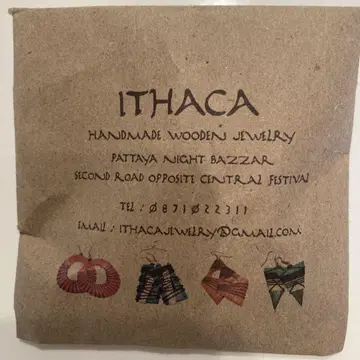 ITHACA
HANDMADE WOODEN JEWELRY
PATTAYA NIGHT BAZZAR
SECOND ROAD OPPOSITE CENTRAL FESTIVAL
TEL : 0871022311
EMAIL : ITHACAJEWELRY@GMAIL.COM